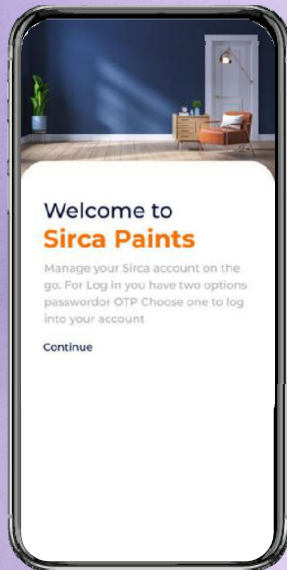 Welcome to
Sirca Paints
Manage your Sirca account on the
go. For Log in you have two options
passwordor OTP Choose one to log
into your account
Continue